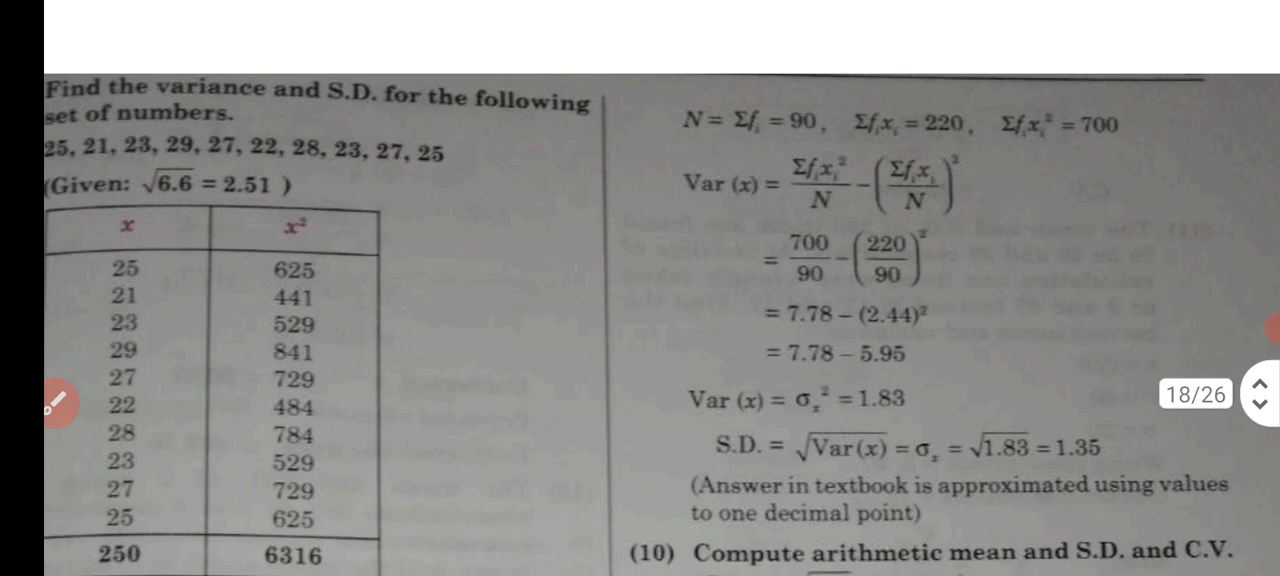 Find the variance and S.D. for the following
set of numbers.
25, 21, 23, 29, 27, 22, 28, 23, 27, 25
(Given: √6.6 = 2.51 )
x x²
25 625
21 441
23 529
29 841
27 729
22 484
28 784
23 529
27 729
25 625
250 6316
N = Σfᵢ = 90, Σfᵢxᵢ = 220, Σfᵢxᵢ² = 700
Var (x) = Σfᵢxᵢ²/N − (Σfᵢxᵢ/N)²
= 700/90 − (220/90)²
= 7.78 – (2.44)²
= 7.78 – 5.95
Var (x) = σₓ² = 1.83
S.D. = √Var(x) = σₓ = √1.83 = 1.35
(Answer in textbook is approximated using values
to one decimal point)
(10) Compute arithmetic mean and S.D. and C.V.
18/26